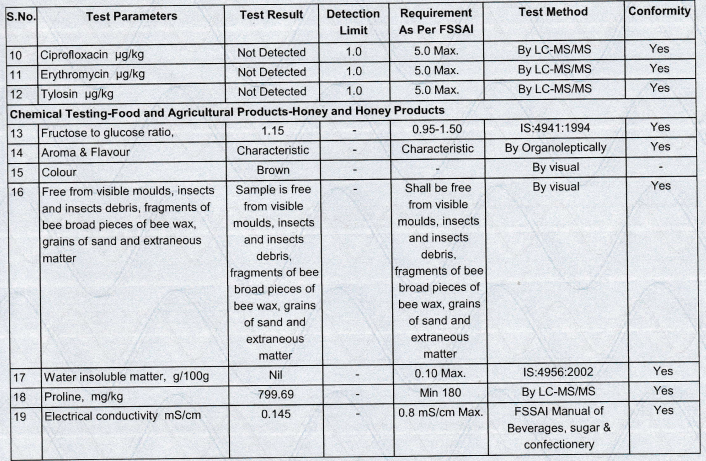 S.No. Test Parameters Test Result Detection Limit Requirement As Per FSSAI Test Method Conformity
10 Ciprofloxacin µg/kg Not Detected 1.0 5.0 Max. By LC-MS/MS Yes
11 Erythromycin µg/kg Not Detected 1.0 5.0 Max. By LC-MS/MS Yes
12 Tylosin µg/kg Not Detected 1.0 5.0 Max. By LC-MS/MS Yes
Chemical Testing-Food and Agricultural Products-Honey and Honey Products
13 Fructose to glucose ratio, 1.15 - 0.95-1.50 IS:4941:1994 Yes
14 Aroma & Flavour Characteristic - Characteristic By Organoleptically Yes
15 Colour Brown - - By visual -
16 Free from visible moulds, insects Sample is free - Shall be free By visual Yes
and insects debris, fragments of from visible from visible
bee broad pieces of bee wax, moulds, insects moulds, insects
grains of sand and extraneous and insects and insects
matter debris, debris,
fragments of bee fragments of bee
broad pieces of broad pieces of
bee wax, grains bee wax, grains
of sand and of sand and
extraneous extraneous
matter matter
17 Water insoluble matter, g/100g Nil - 0.10 Max. IS:4956:2002 Yes
18 Proline, mg/kg 799.69 - Min 180 By LC-MS/MS Yes
19 Electrical conductivity mS/cm 0.145 - 0.8 mS/cm Max. FSSAI Manual of Yes
Beverages, sugar &
confectionery